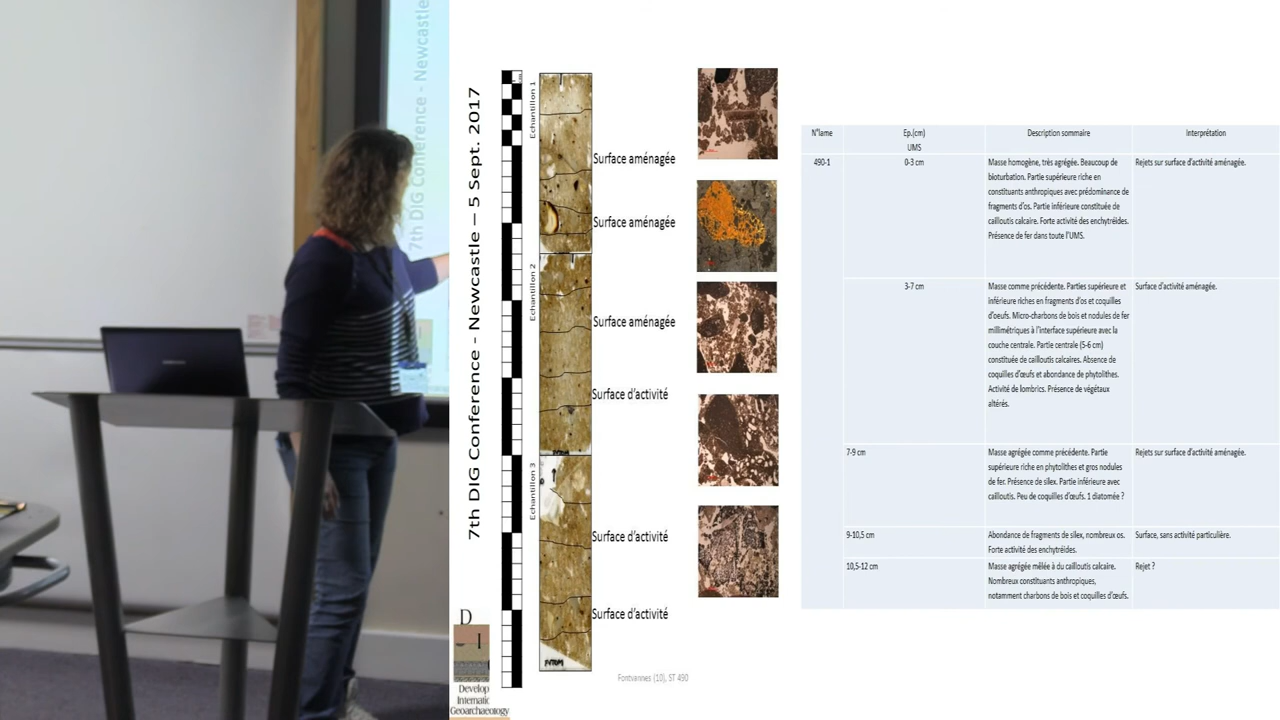 7th DIG Conference - Newcastle
7th DIG Conference - Newcastle – 5 Sept. 2017
Echantillon 1
Echantillon 2
Echantillon 3
Surface aménagée
Surface aménagée
Surface aménagée
Surface d'activité
Surface d'activité
Surface d'activité
Fontvannes (10), ST 490
D
I
Develop
Internatio
Geoarchaeology
N°lame
Ep.(cm)
UMS
Description sommaire
Interprétation
490-1
0-3 cm
Masse homogène, très agrégée. Beaucoup de
bioturbation. Partie supérieure riche en
constituants anthropiques avec prédominance de
fragments d'os. Partie inférieure constituée de
cailloutis calcaire. Forte activité des enchytréides.
Présence de fer dans toute l'UMS.
Rejets sur surface d'activité aménagée.
3-7 cm
Masse comme précédente. Parties supérieure et
inférieure riches en fragments d'os et coquilles
d'oeufs. Micro-charbons de bois et nodules de fer
millimétriques à l'interface supérieure avec la
couche centrale. Partie centrale (5-6 cm)
constituée de cailloutis calcaires. Absence de
coquilles d'œufs et abondance de phytolithes.
Activité de lombrics. Présence de végétaux
altérés.
Surface d'activité aménagée.
7-9 cm
Masse agrégée comme précédente. Partie
supérieure riche en phytolithes et gros nodules
de fer. Présence de silex. Partie inférieure avec
cailloutis. Peu de coquilles d'œufs. 1 diatomée ?
Rejets sur surface d'activité aménagée.
9-10,5 cm
Abondance de fragments de silex, nombreux os.
Forte activité des enchytréides.
Surface, sans activité particulière.
10,5-12 cm
Masse agrégée mêlée à du cailloutis calcaire.
Nombreux constituants anthropiques,
notamment charbons de bois et coquilles d'œufs.
Rejet ?